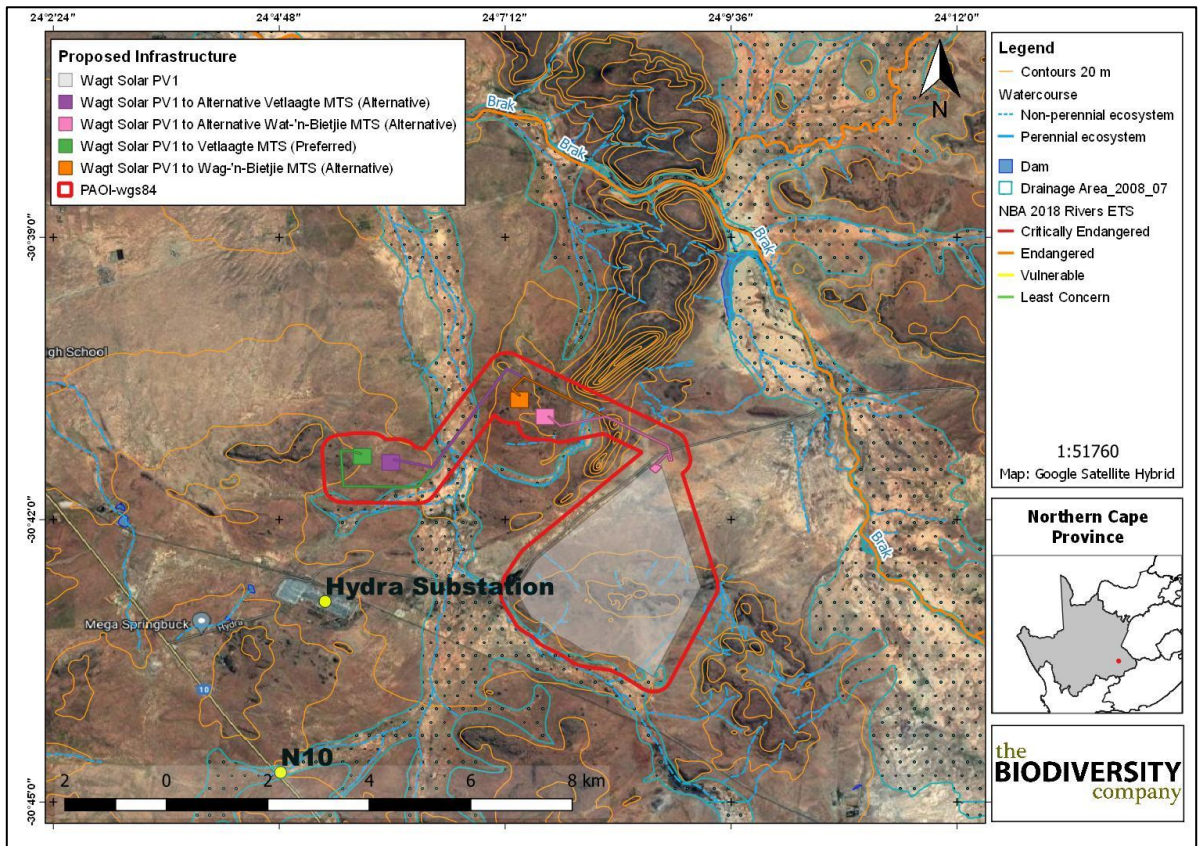 24°2'24"
24°4'48"
24°7'12"
24°9'36"
24°12'0"
Proposed Infrastructure
Wagt Solar PV1
Wagt Solar PV1 to Alternative Vetlaagte MTS (Alternative)
Wagt Solar PV1 to Alternative Wat-'n-Bietjie MTS (Alternative)
Wagt Solar PV1 to Vetlaagte MTS (Preferred)
Wagt Solar PV1 to Wag-'n-Bietjie MTS (Alternative)
PAOI-wgs84
Brak
Brak
Brak
Brak
N
-30°39'0"
-30°42'0"
-30°45'0"
igh School
Hydra Substation
Mega Springbuck
Hydra
10
N10
2 0 2 4 6 8 km
Legend
Contours 20 m
Watercourse
Non-perennial ecosystem
Perennial ecosystem
Dam
Drainage Area_2008_07
NBA 2018 Rivers ETS
Critically Endangered
Endangered
Vulnerable
Least Concern
1:51760
Map: Google Satellite Hybrid
Northern Cape
Province
the
BIODIVERSITY
company